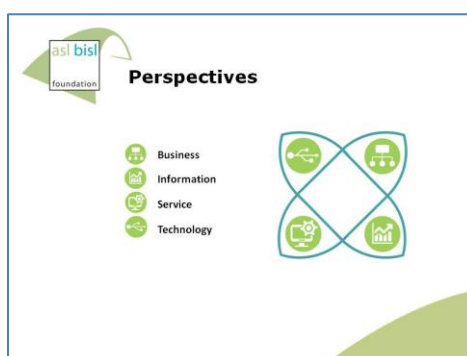 asl bisl
foundation
Perspectives
Business
Information
Service
Technology